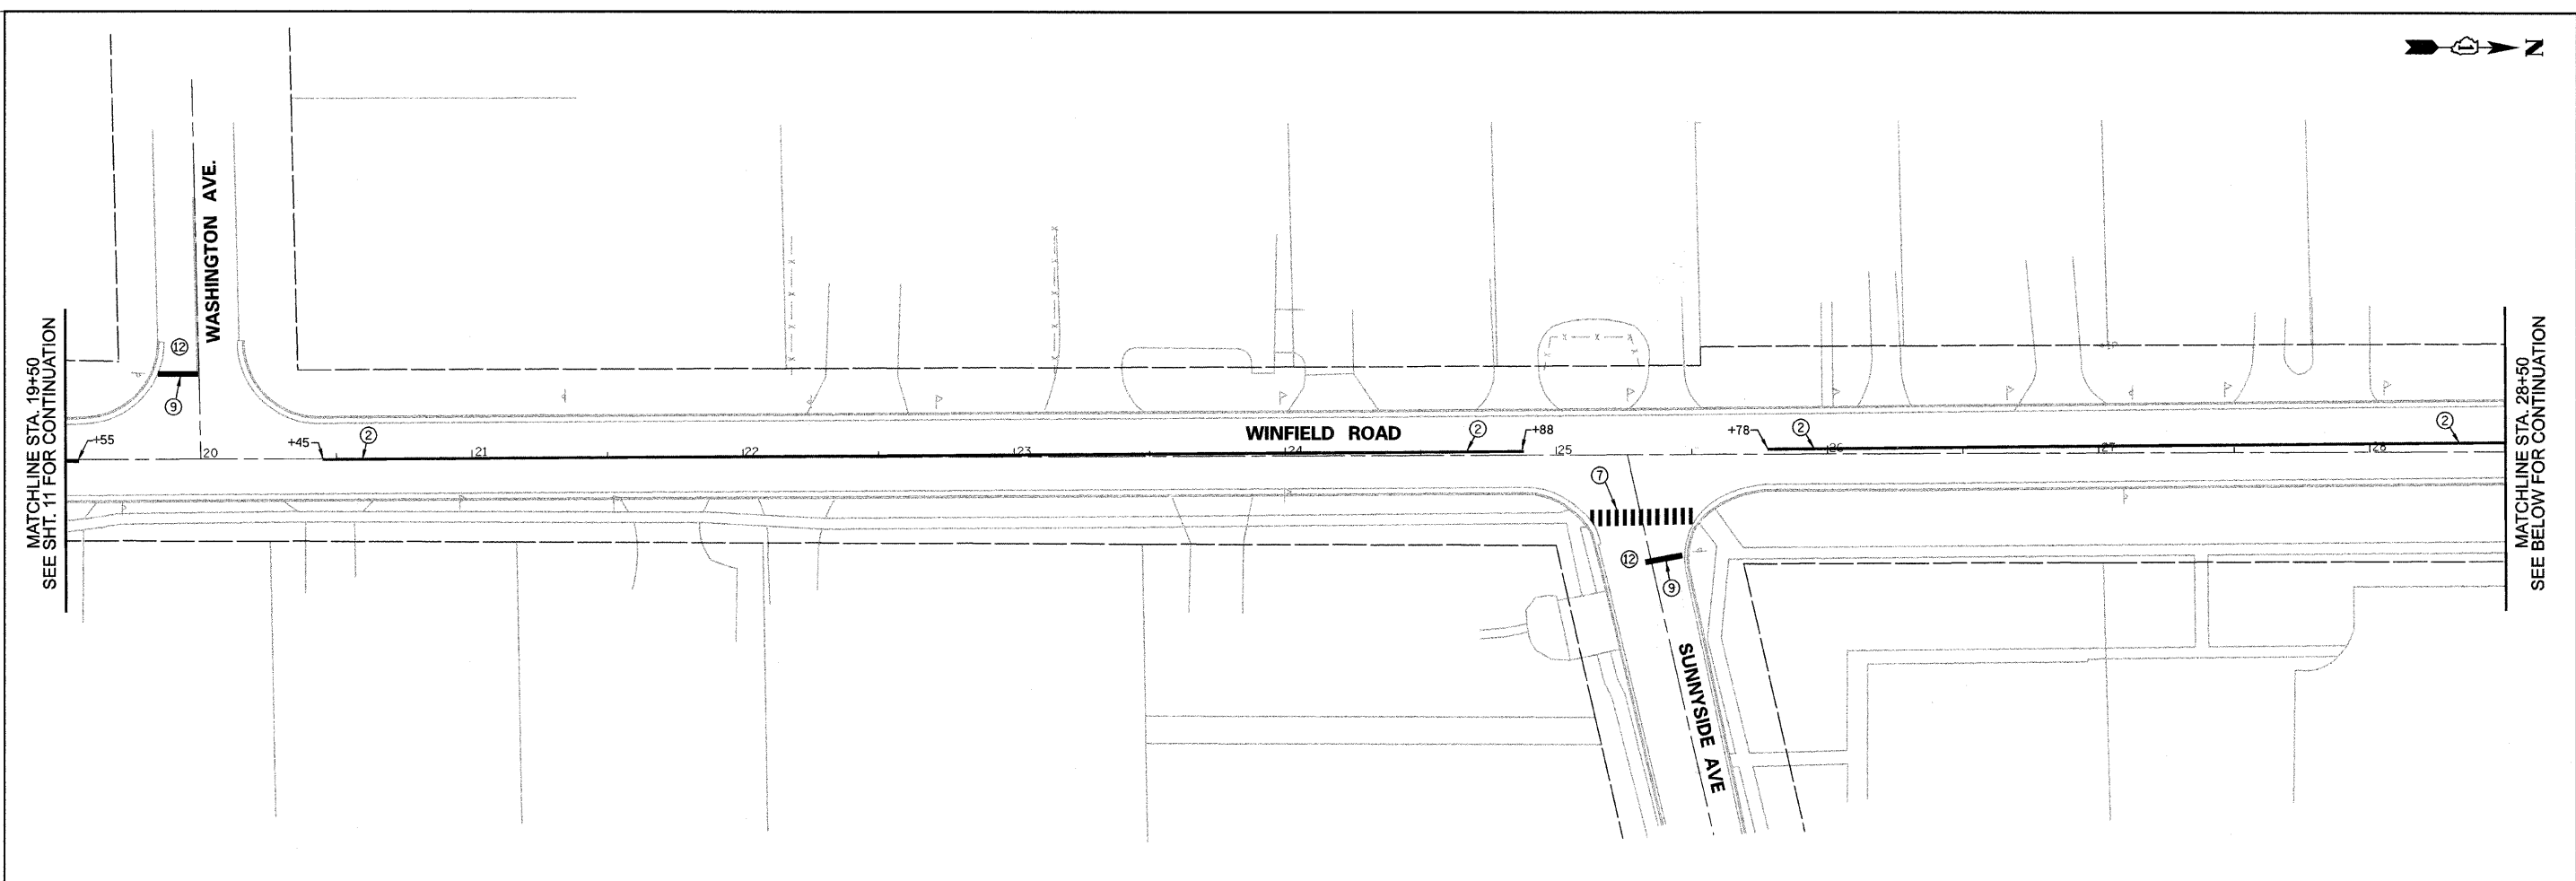 1 N
WASHINGTON AVE.
MATCHLINE STA. 19+50
SEE SHT. 111 FOR CONTINUATION
12
9
+55
20
+45
2
21
22
23
WINFIELD ROAD
24
2
+88
25
+78
2
26
27
2
28
MATCHLINE STA. 28+50
SEE BELOW FOR CONTINUATION
7
12
9
SUNNYSIDE AVE